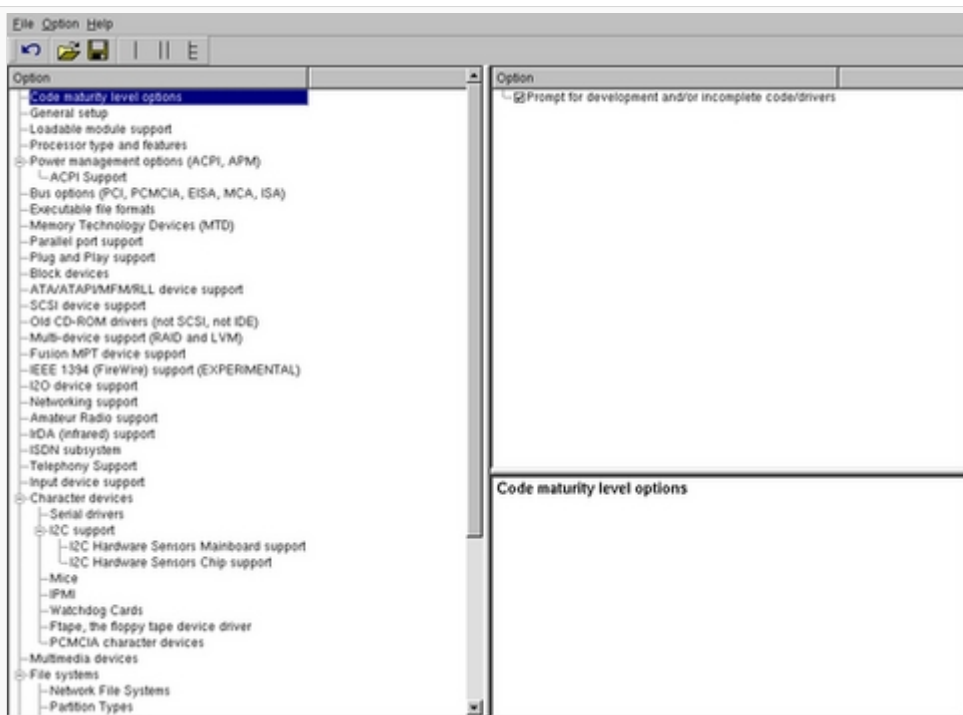 File Option Help
Option
Code maturity level options
General setup
Loadable module support
Processor type and features
Power management options (ACPI, APM)
ACPI Support
Bus options (PCI, PCMCIA, EISA, MCA, ISA)
Executable file formats
Memory Technology Devices (MTD)
Parallel port support
Plug and Play support
Block devices
ATA/ATAPI/MFM/RLL device support
SCSI device support
Old CD-ROM drivers (not SCSI, not IDE)
Multi-device support (RAID and LVM)
Fusion MPT device support
IEEE 1394 (FireWire) support (EXPERIMENTAL)
I2O device support
Networking support
Amateur Radio support
IrDA (infrared) support
ISDN subsystem
Telephony Support
Input device support
Character devices
Serial drivers
I2C support
I2C Hardware Sensors Mainboard support
I2C Hardware Sensors Chip support
Mice
IPMI
Watchdog Cards
Ftape, the floppy tape device driver
PCMCIA character devices
Multimedia devices
File systems
Network File Systems
Partition Types
Option
Prompt for development and/or incomplete code/drivers
Code maturity level options